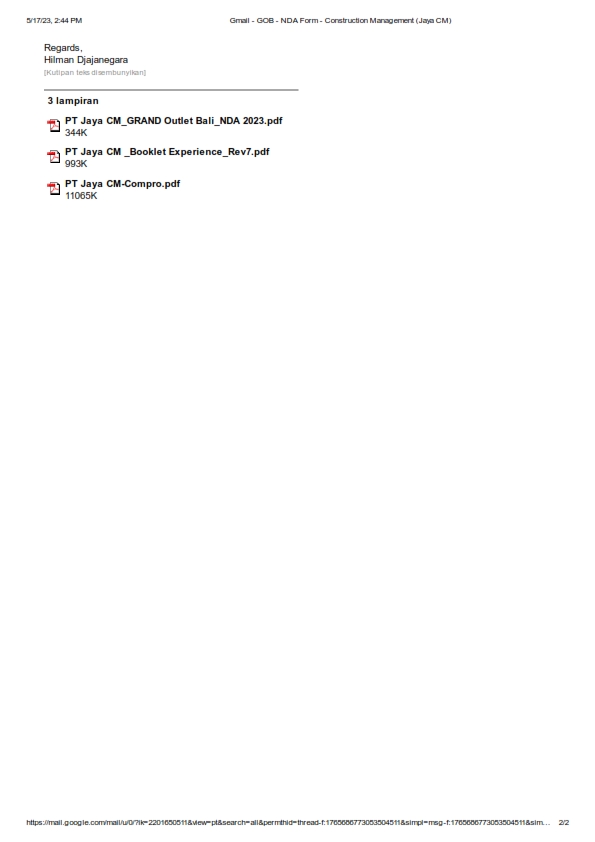 5/17/23, 2:44 PM Gmail - GOB - NDA Form - Construction Management (Jaya CM)
Regards,
Hilman Djajanegara
[Kutipan teks disembunyikan]
3 lampiran
PT Jaya CM_GRAND Outlet Bali_NDA 2023.pdf
344K
PT Jaya CM _Booklet Experience_Rev7.pdf
993K
PT Jaya CM-Compro.pdf
11065K
https://mail.google.com/mail/u/0/?ik=2201650511&view=pt&search=all&permthid=thread-f:1765686773053504511&simpl=msg-f:1765686773053504511&sim… 2/2